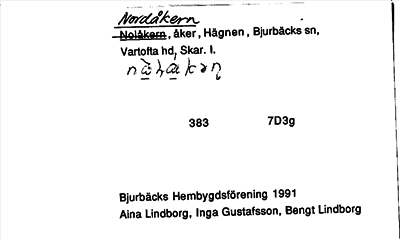 Nordåkern
Nolåkern, åker, Hägnen, Bjurbäcks sn,
Vartofta hd, Skar. l.
383 7D3g
Bjurbäcks Hembygdsförening 1991
Aina Lindborg, Inga Gustafsson, Bengt Lindborg